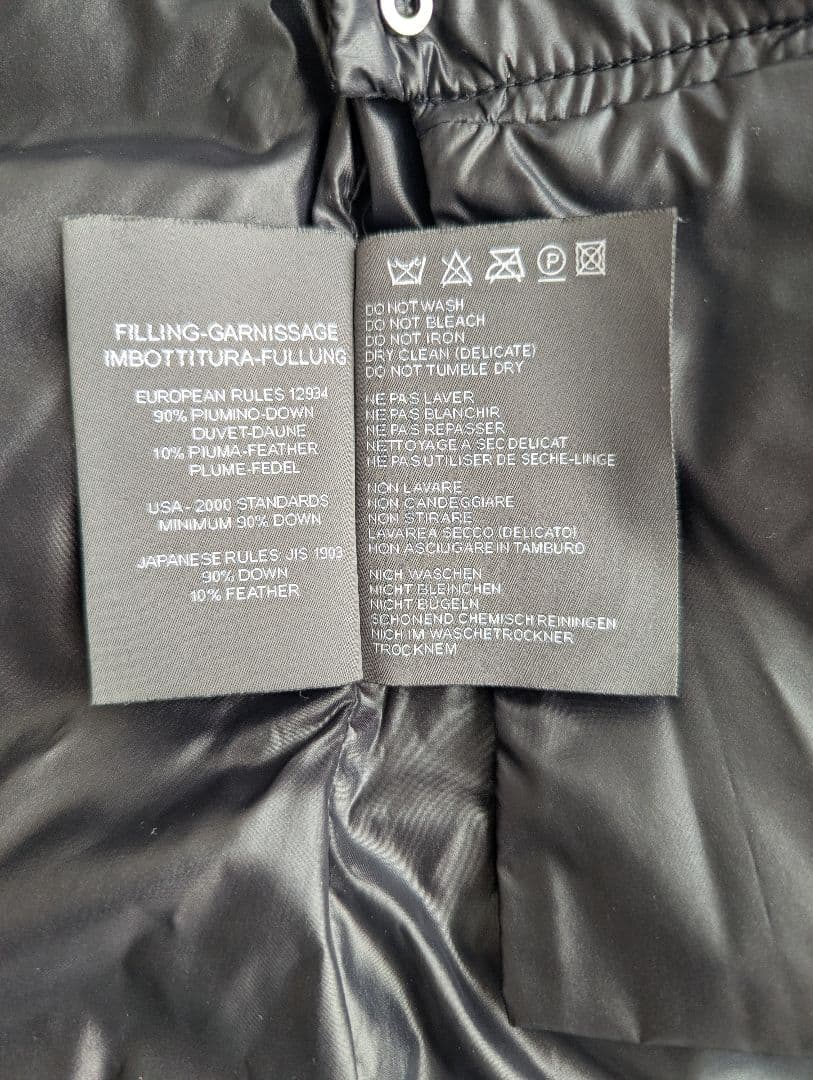 FILLING-GARNISSAGE
IMBOTTITURA-FULLUNG
EUROPEAN RULES 12934
90% PIUMINO-DOWN
DUVET-DAUNE
10% PIUMA-FEATHER
PLUME-FEDEL
USA - 2000 STANDARDS
MINIMUM 90% DOWN
JAPANESE RULES: JIS 1903
90% DOWN
10% FEATHER
P
DO NOT WASH
DO NOT BLEACH
DO NOT IRON
DRY CLEAN (DELICATE)
DO NOT TUMBLE DRY
NE PAS LAVER
NE PAS BLANCHIR
NE PAS REPASSER
NETTOYAGE A SEC DELICAT
NE PAS UTILISER DE SECHE-LINGE
NON LAVARE
NON CANDEGGIARE
NON STIRARE
LAVAREA SECCO (DELICATO)
NON ASCIUGARE IN TAMBURO
NICH WASCHEN
NICHT BLEINCHEN
NICHT BUGELN
SCHONEND CHEMISCH REININGEN
NICH IM WASCHETROCKNER
TROCKNEM